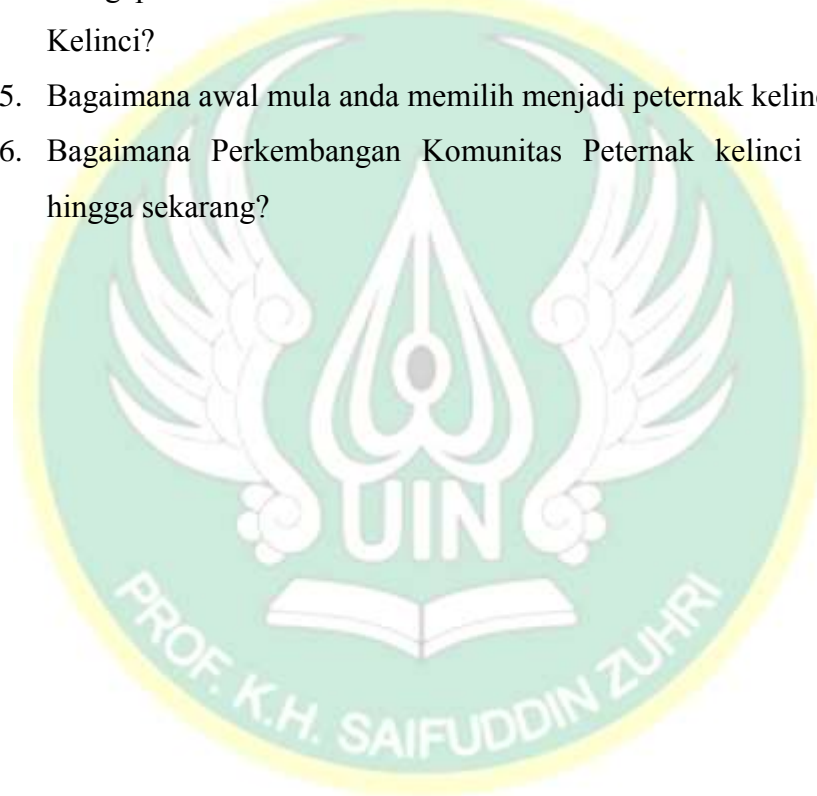 Kelinci?
5. Bagaimana awal mula anda memilih menjadi peternak
6. Bagaimana Perkembangan Komunitas Peternak kelinci
hingga sekarang?
UIN
PROF. K.H. SAIFUDDIN ZUHRI